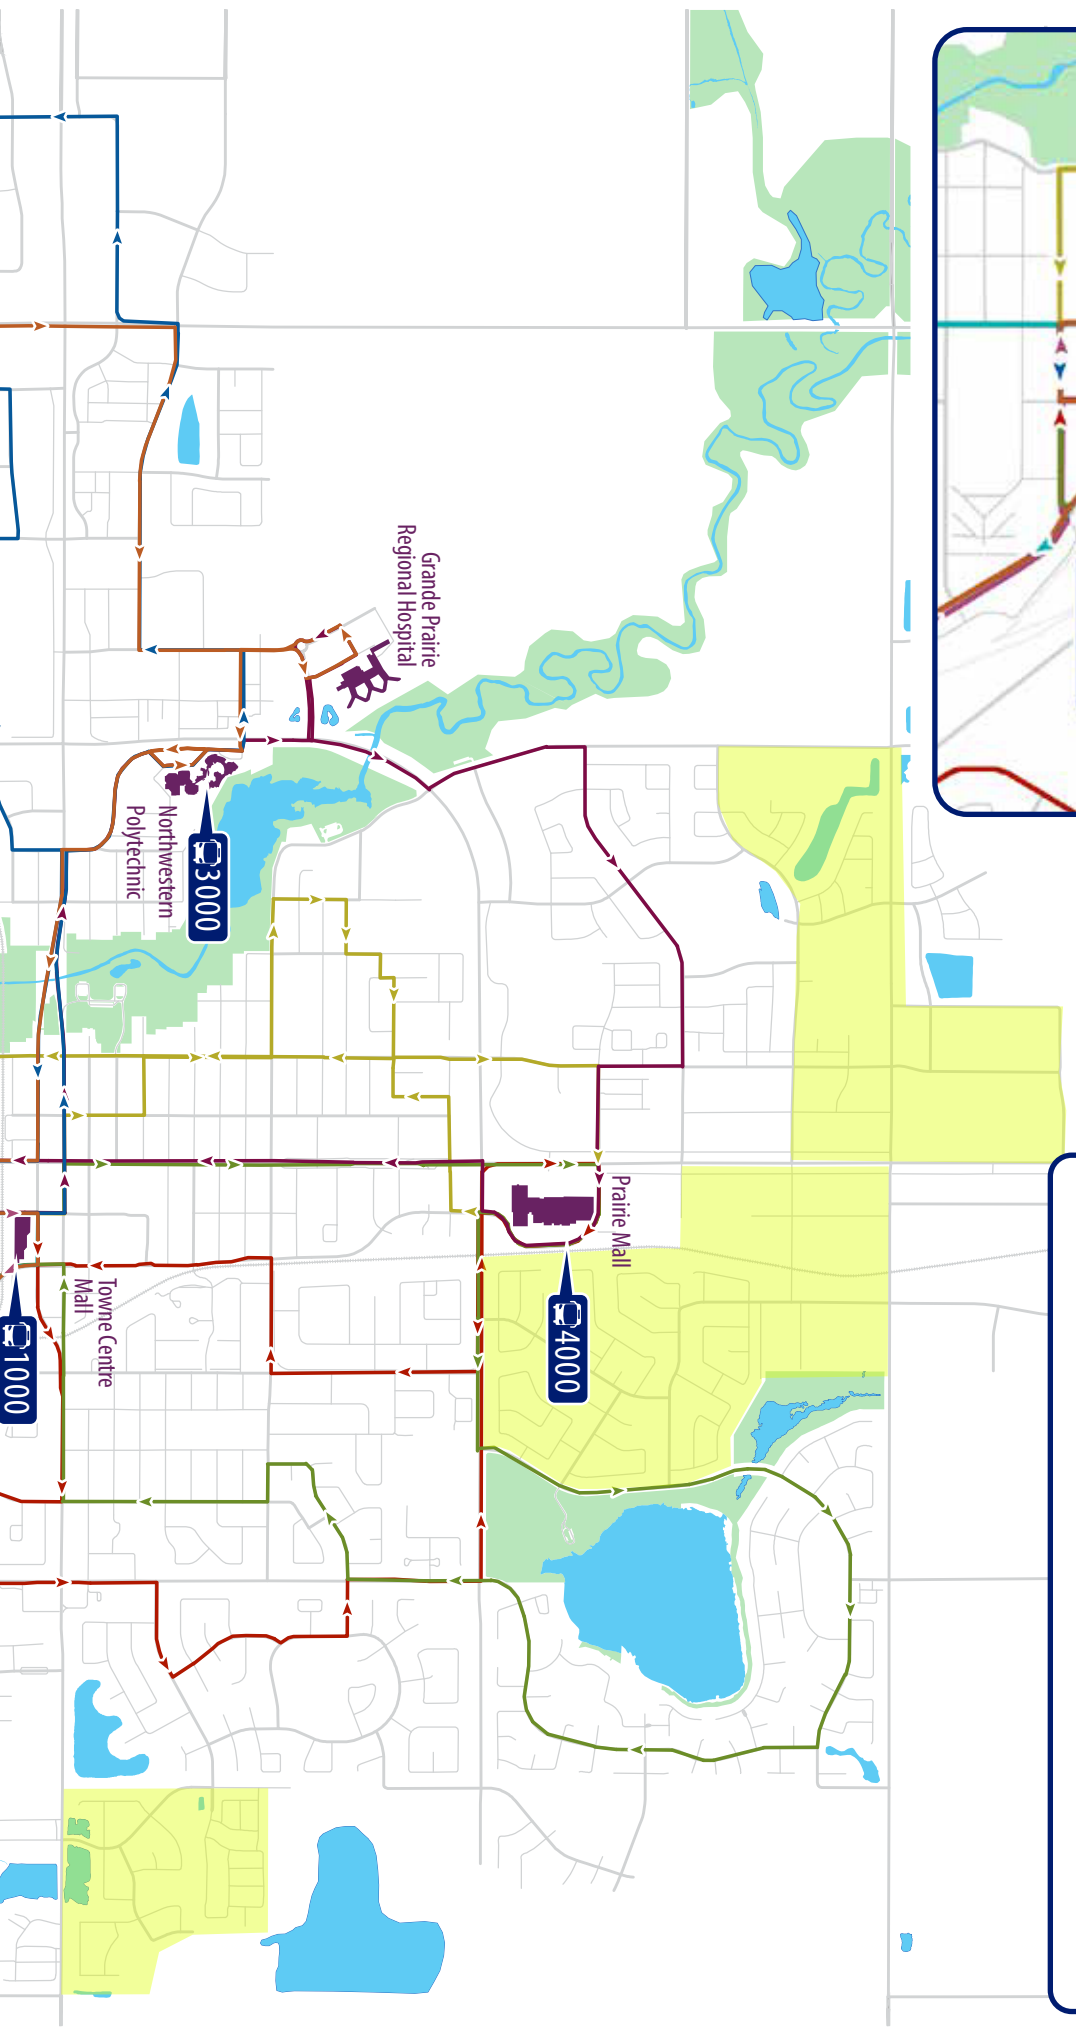 Grande Prairie
Regional Hospital
Northwestern
Polytechnic
3000
Prairie Mall
4000
Towne Centre
Mall
1000